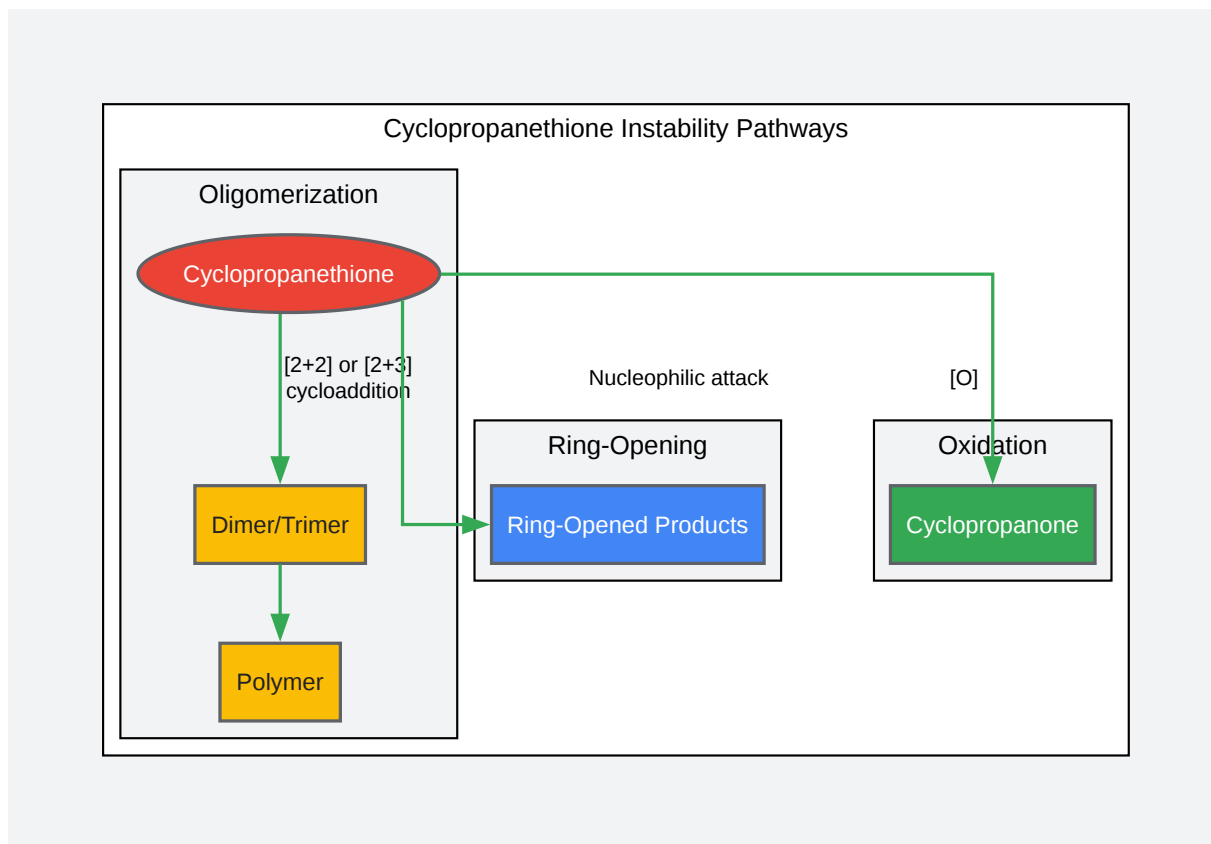 Cyclopropanethione Instability Pathways
Oligomerization
Cyclopropanethione
[2+2] or [2+3]
cycloaddition
Nucleophilic attack
[O]
Ring-Opening
Oxidation
Dimer/Trimer
Ring-Opened Products
Cyclopropanone
Polymer